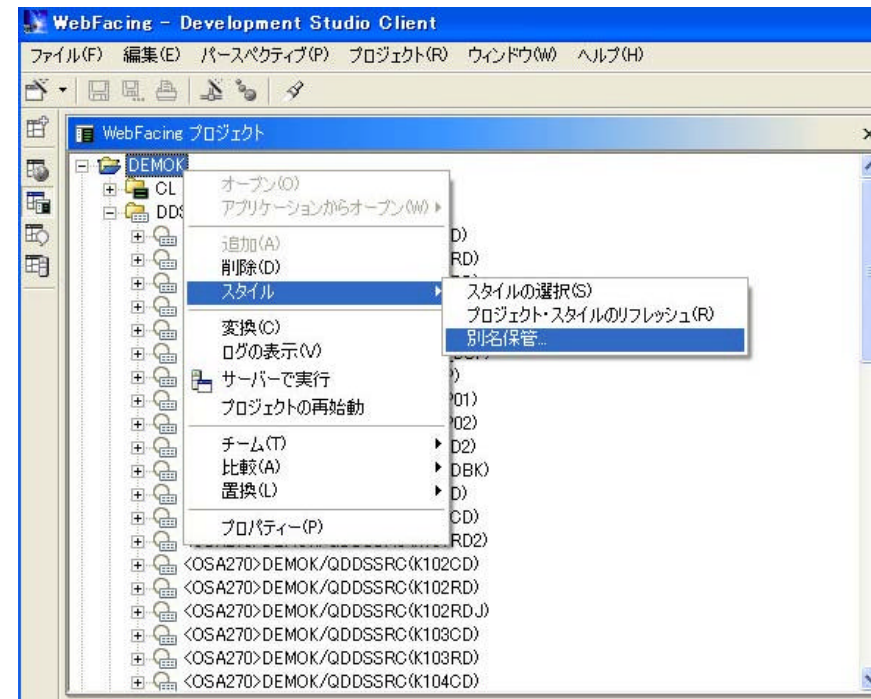 WebFacing - Development Studio Client
ファイル(F) 編集(E) パースペクティブ(P) プロジェクト(R) ウィンドウ(W) ヘルプ(H)
WebFacing プロジェクト
DEMOK
CL
DDS
オープン(O)
アプリケーションからオープン(W)
追加(A)
削除(D)
スタイル
変換(C)
ログの表示(V)
サーバーで実行
プロジェクトの再始動
チーム(T)
比較(A)
置換(L)
プロパティー(P)
スタイルの選択(S)
プロジェクト・スタイルのリフレッシュ(R)
別名保管...
D)
RD)
P01)
P02)
D2)
DBK)
D)
CD)
RD2)
<OSA270>DEMOK/QDDSSRC(K102CD)
<OSA270>DEMOK/QDDSSRC(K102RD)
<OSA270>DEMOK/QDDSSRC(K102RDJ)
<OSA270>DEMOK/QDDSSRC(K103CD)
<OSA270>DEMOK/QDDSSRC(K103RD)
<OSA270>DEMOK/QDDSSRC(K104CD)